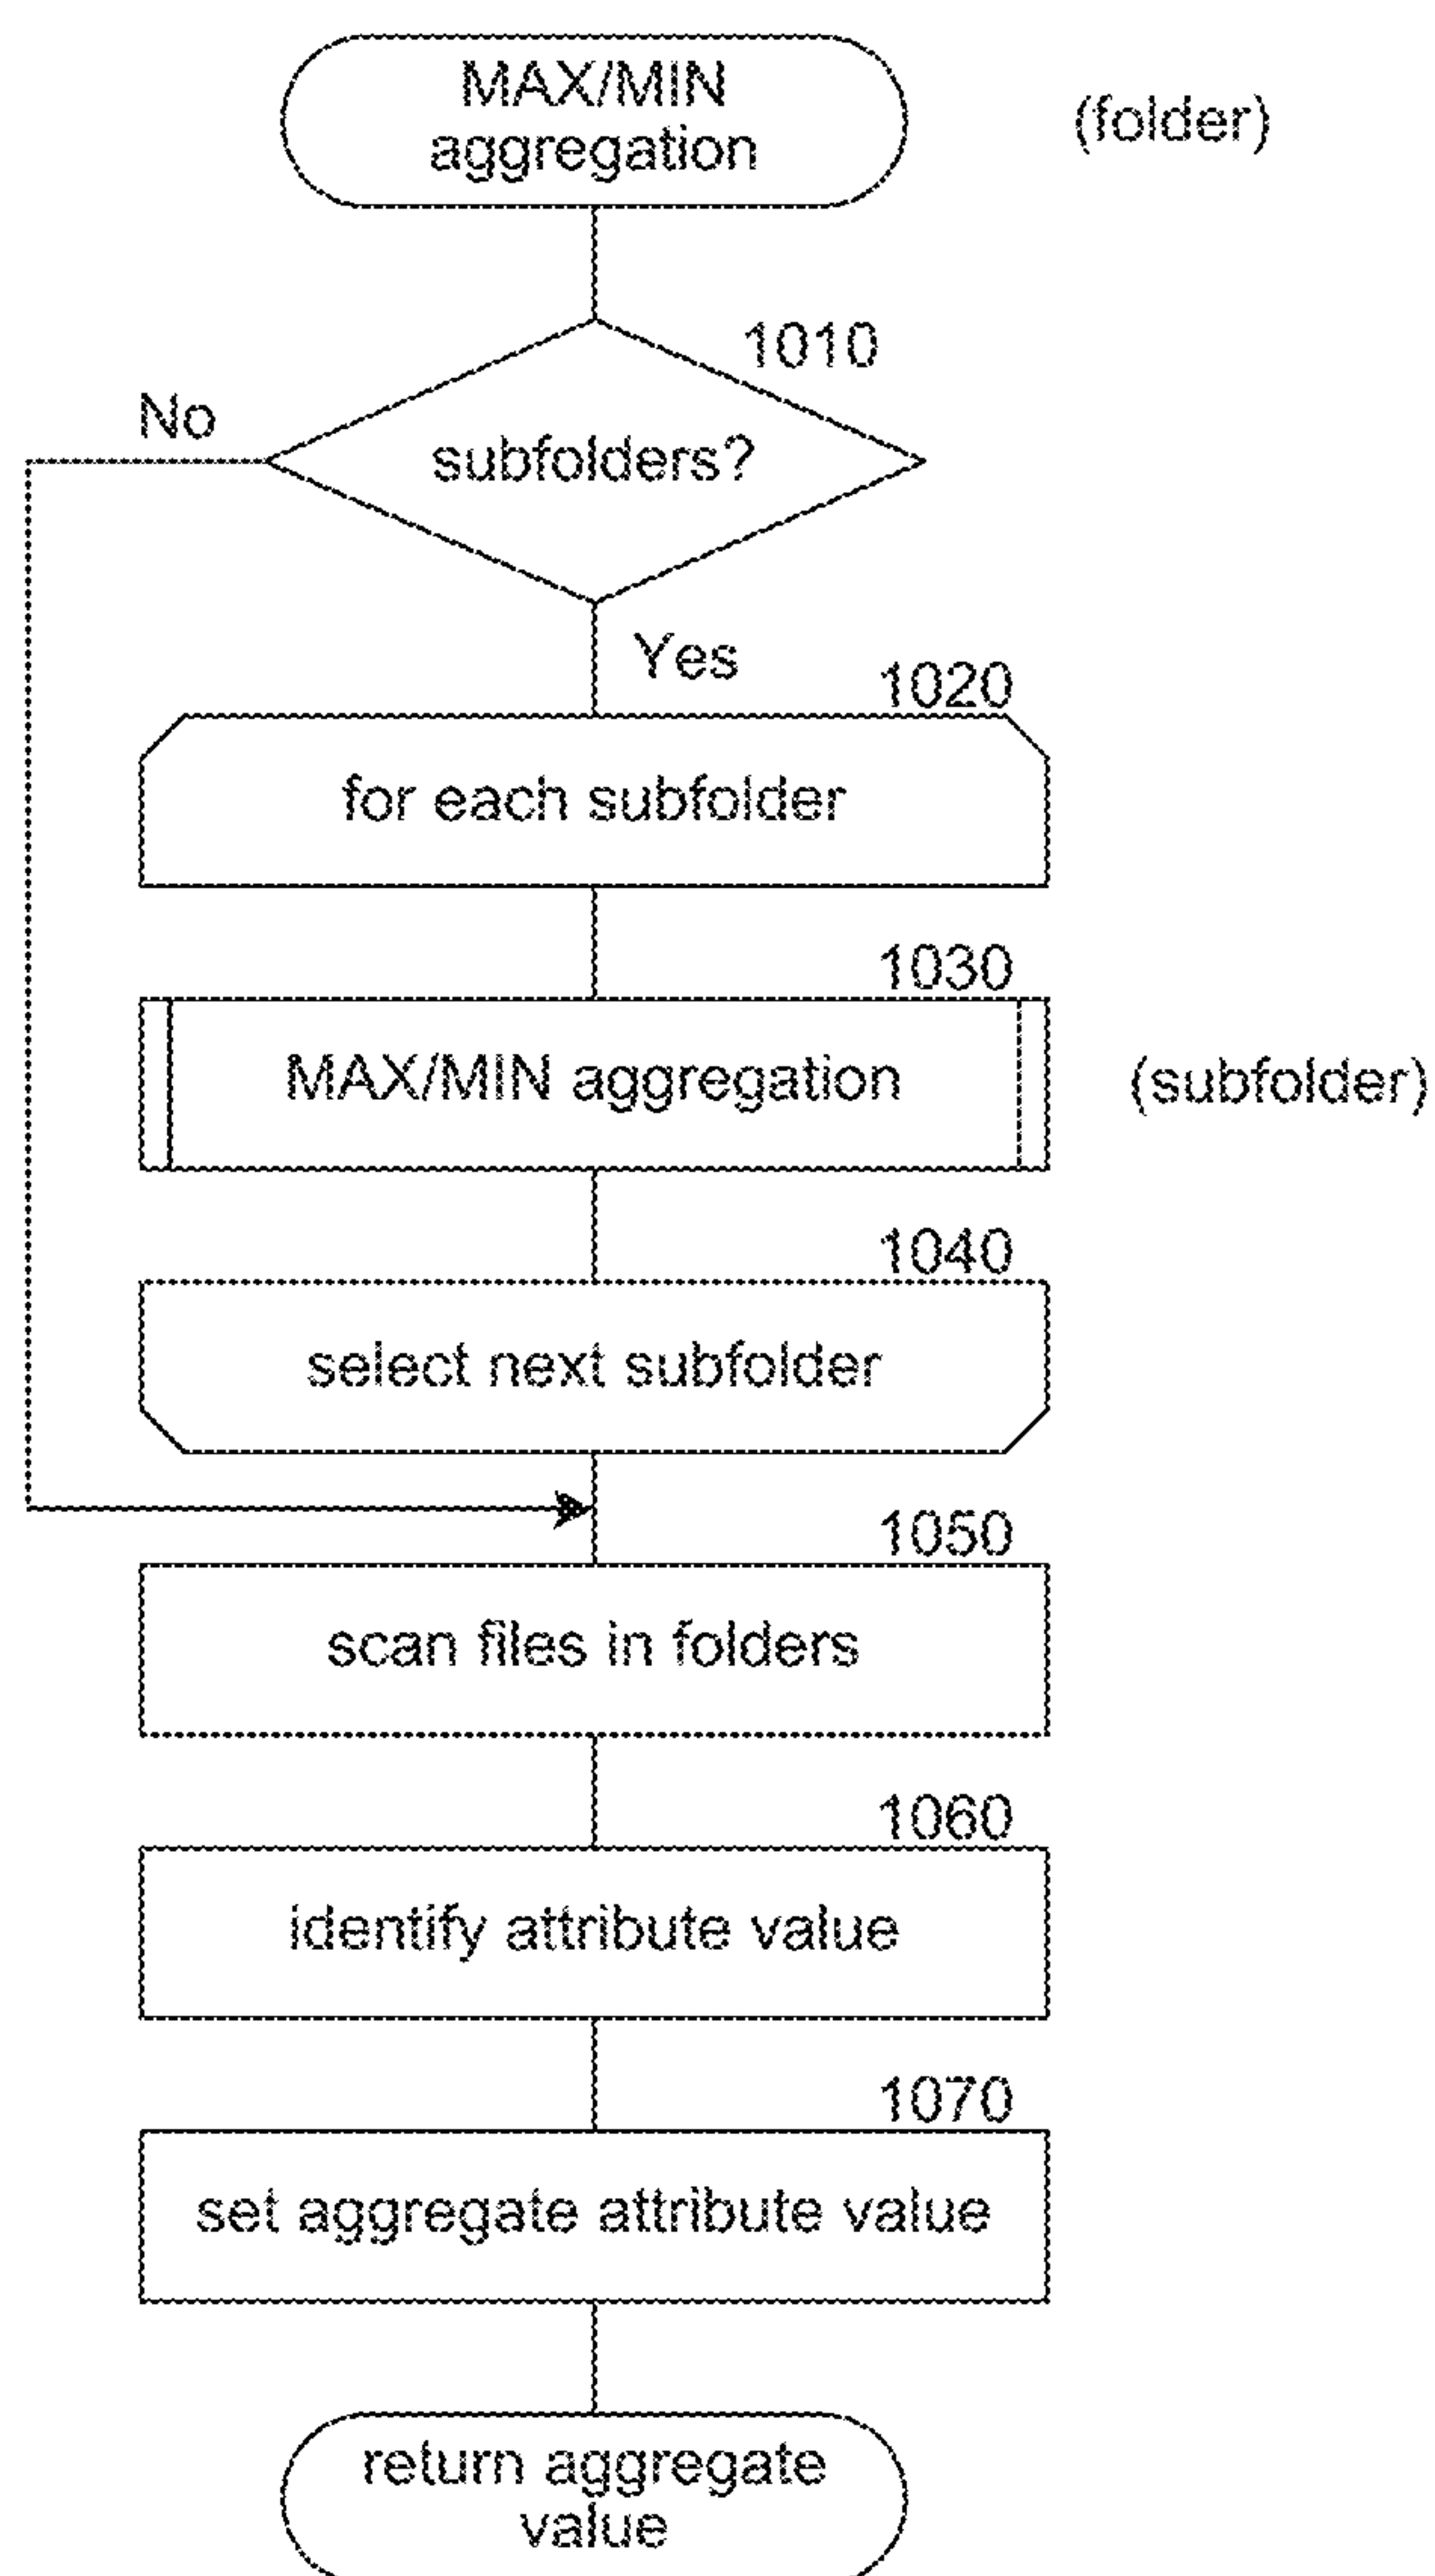 MAX/MIN
aggregation
(folder)
1010
No
subfolders?
Yes
1020
for each subfolder
1030
MAX/MIN aggregation
(subfolder)
1040
select next subfolder
1050
scan files in folders
1060
identify attribute value
1070
set aggregate attribute value
return aggregate
value